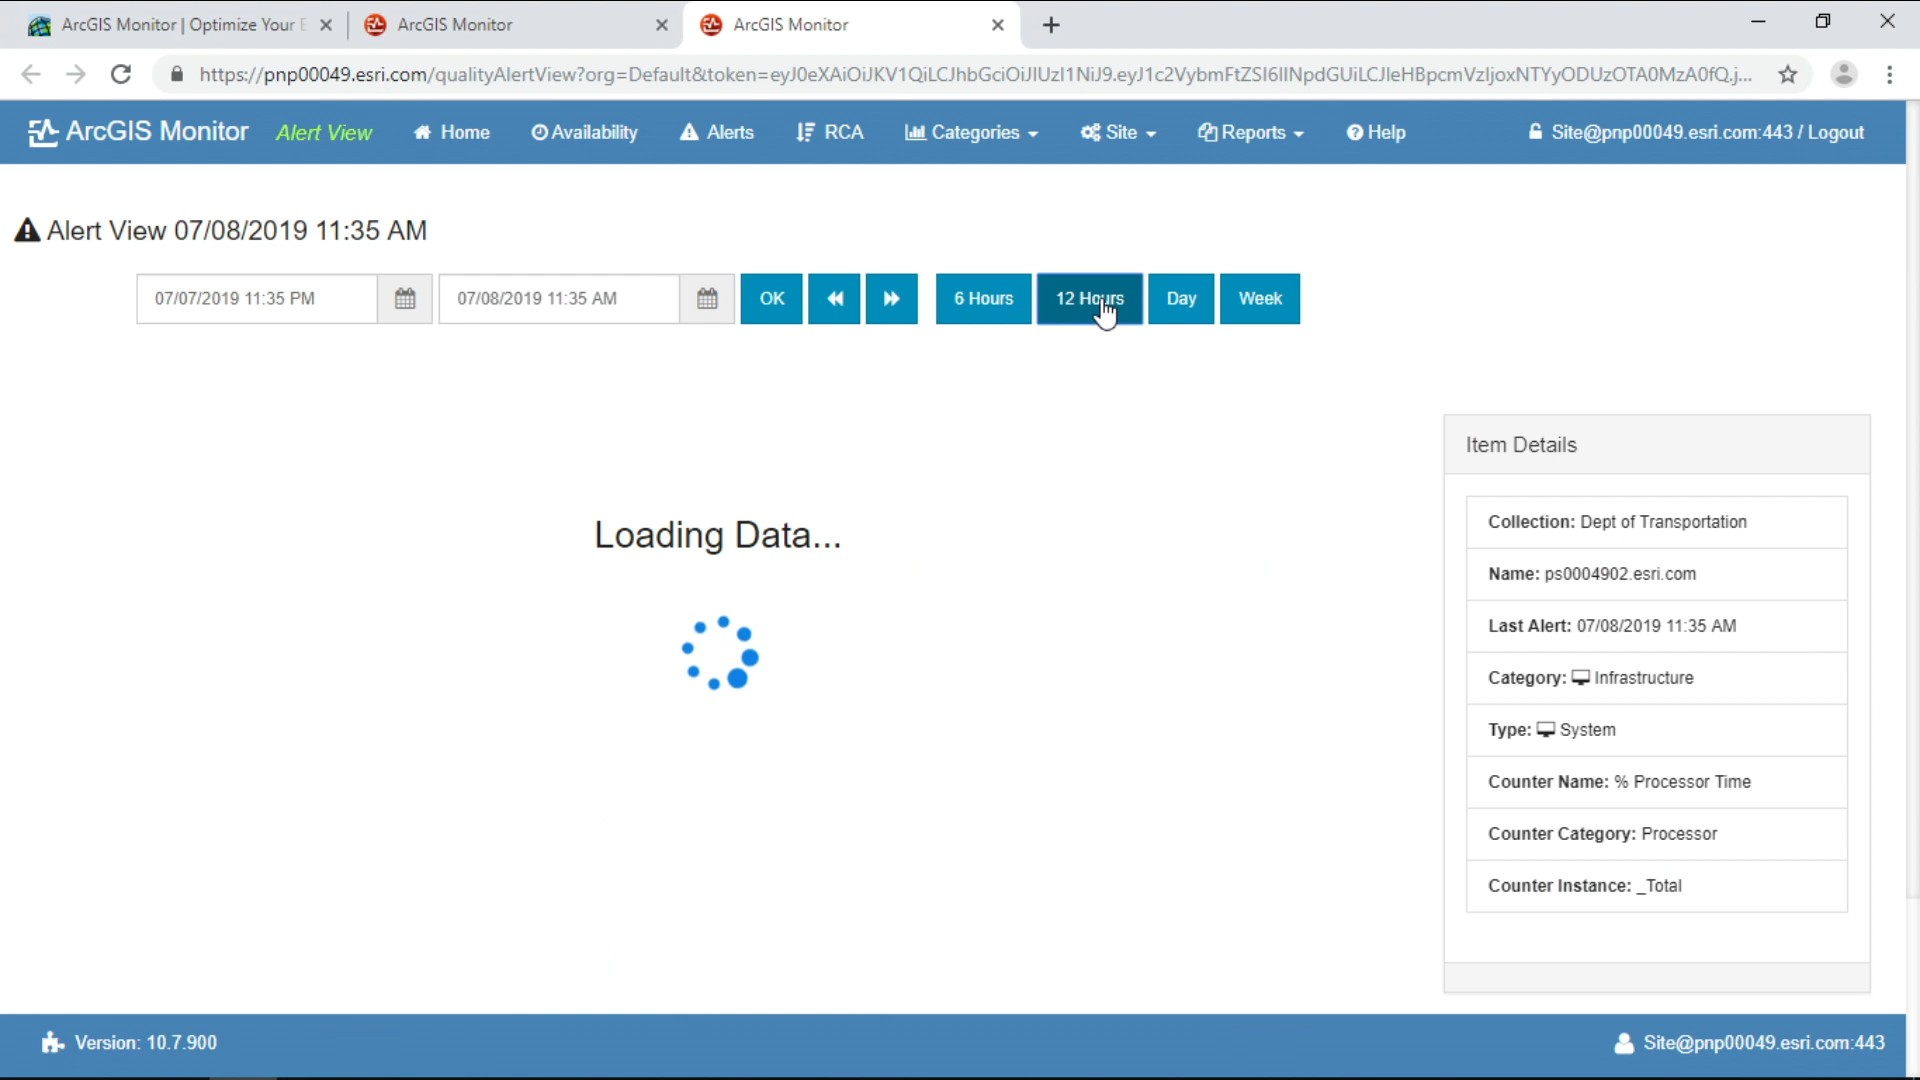 ArcGIS Monitor | Optimize Your E
ArcGIS Monitor
ArcGIS Monitor
https://pnp00049.esri.com/qualityAlertView?org=Default&token=eyJ0eXAiOiJKV1QiLCJhbGciOiJIUzI1NiJ9.eyJ1c2VybmFtZSI6IlNpdGUiLCJleHBpcmVzIjoxNTYyODUzOTA0MzA0fQ.j...
ArcGIS Monitor Alert View Home Availability Alerts RCA Categories Site Reports Help Site@pnp00049.esri.com:443 / Logout
Alert View 07/08/2019 11:35 AM
07/07/2019 11:35 PM 07/08/2019 11:35 AM OK 6 Hours 12 Hours Day Week
Item Details
Collection: Dept of Transportation
Loading Data...
Name: ps0004902.esri.com
Last Alert: 07/08/2019 11:35 AM
Category: Infrastructure
Type: System
Counter Name: % Processor Time
Counter Category: Processor
Counter Instance: _Total
Version: 10.7.900 Site@pnp00049.esri.com:443